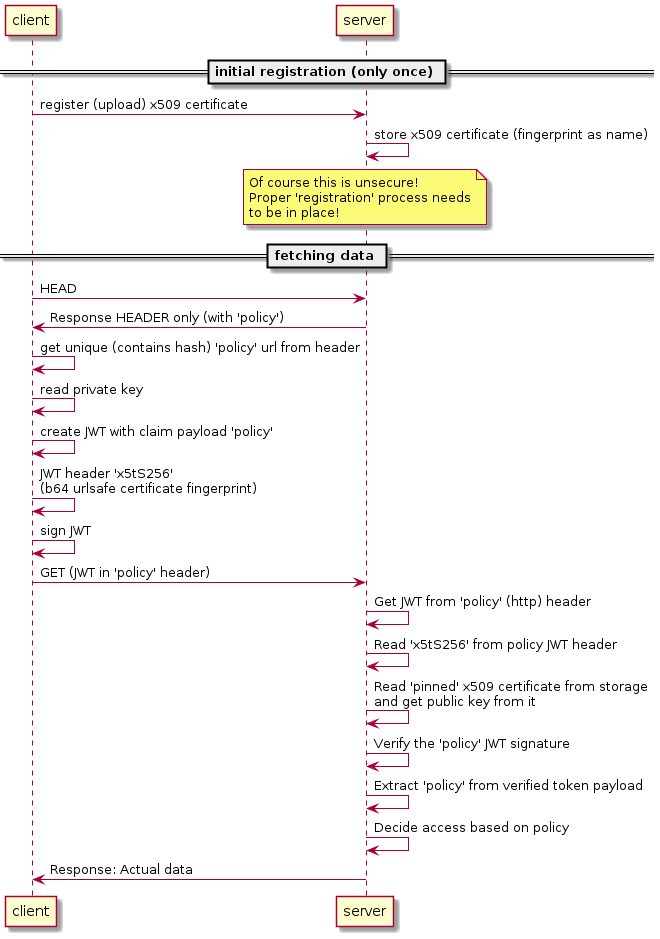 client
server
initial registration (only once)
register (upload) x509 certificate
store x509 certificate (fingerprint as name)
Of course this is unsecure!
Proper 'registration' process needs
to be in place!
fetching data
HEAD
Response HEADER only (with 'policy')
get unique (contains hash) 'policy' url from header
read private key
create JWT with claim payload 'policy'
JWT header 'x5tS256'
(b64 urlsafe certificate fingerprint)
sign JWT
GET (JWT in 'policy' header)
Get JWT from 'policy' (http) header
Read 'x5tS256' from policy JWT header
Read 'pinned' x509 certificate from storage
and get public key from it
Verify the 'policy' JWT signature
Extract 'policy' from verified token payload
Decide access based on policy
Response: Actual data
client
server